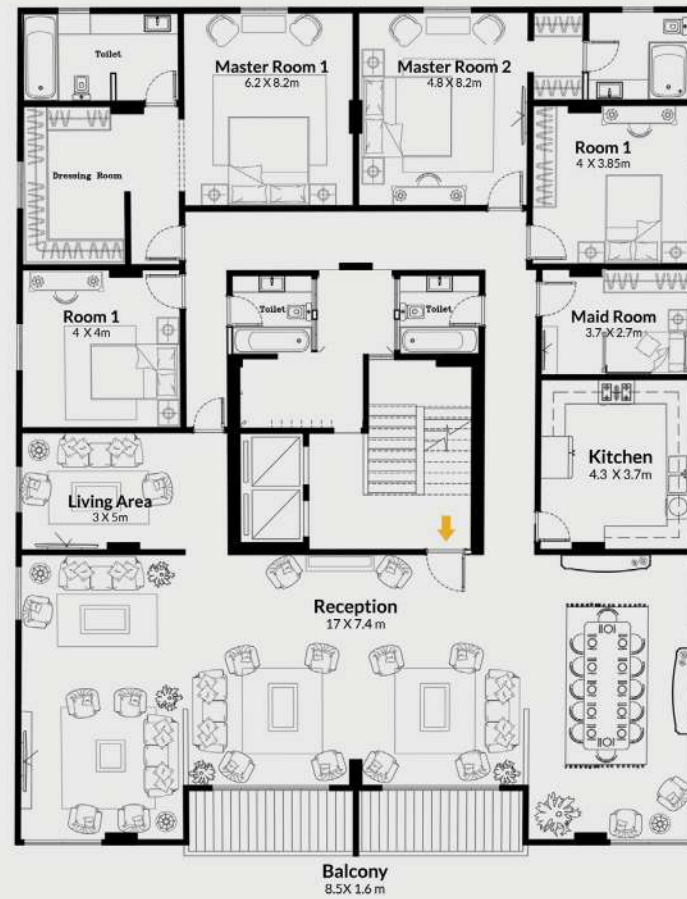 Toilet
Master Room 1
6.2 X 8.2m
Master Room 2
4.8 X 8.2m
Dressing Room
Room 1
4 X 3.85m
Room 1
4 X 4m
Toilet
Toilet
Maid Room
3.7 X 2.7m
Kitchen
4.3 X 3.7m
Living Area
3 X 5m
Reception
17 X 7.4 m
Balcony
8.5X 1.6 m